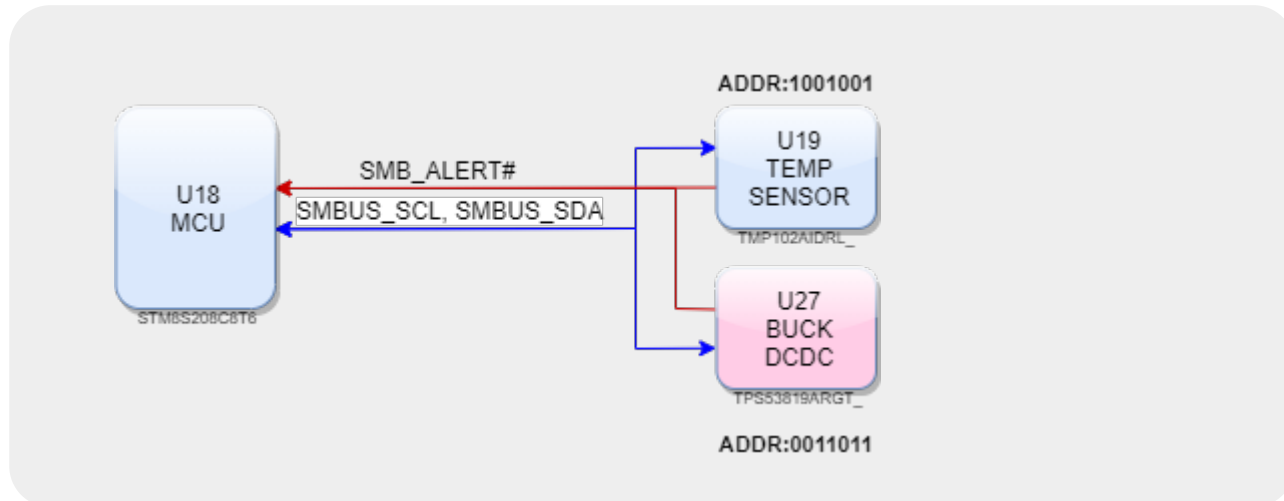 ADDR:1001001
U19
TEMP
SENSOR
TMP102AIDRL_
SMB_ALERT#
SMBUS_SCL, SMBUS_SDA
U18
MCU
STM8S208C8T6
U27
BUCK
DCDC
TPS53819ARGT_
ADDR:0011011